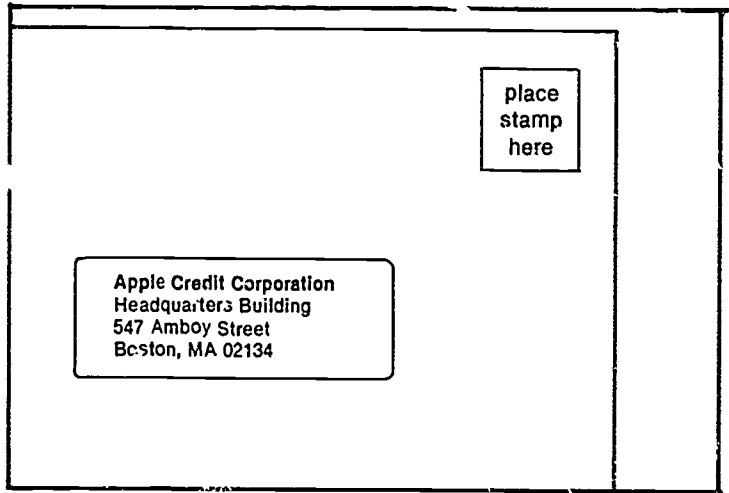 place
stamp
here
Apple Credit Corporation
Headquarters Building
547 Amboy Street
Boston, MA 02134